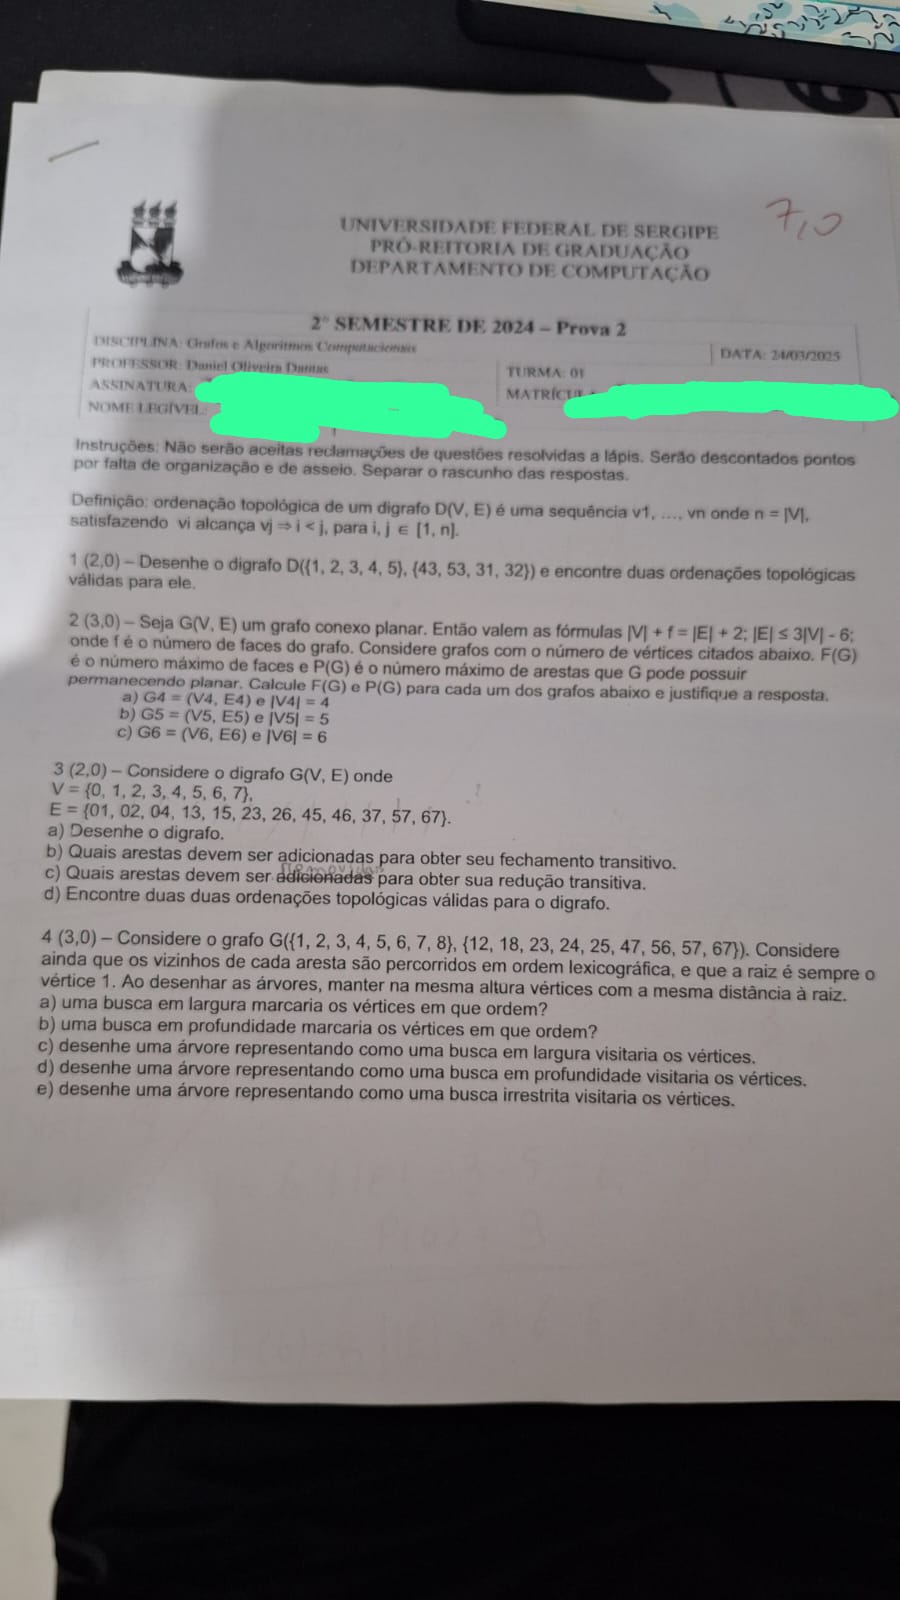 7,0
UNIVERSIDADE FEDERAL DE SERGIPE
PRÓ-REITORIA DE GRADUAÇÃO
DEPARTAMENTO DE COMPUTAÇÃO
2º SEMESTRE DE 2024 – Prova 2
DISCIPLINA: Grafos e Algoritmos Computacionais
DATA: 24/03/2025
PROFESSOR: Daniel Oliveira Dantas
TURMA: 01
ASSINATURA:
NOME LEGÍVEL:
Instruções: Não serão aceitas reclamações de questões resolvidas a lápis. Serão descontados pontos
por falta de organização e de asseio. Separar o rascunho das respostas.
Definição: ordenação topológica de um digrafo D(V, E) é uma sequência v1, ..., vn onde n = |V|,
satisfazendo vi alcança vj ⇒ i < j, para i, j ∈ [1, n].
1 (2,0) – Desenhe o digrafo D({1, 2, 3, 4, 5}, {43, 53, 31, 32}) e encontre duas ordenações topológicas
válidas para ele.
2 (3,0) – Seja G(V, E) um grafo conexo planar. Então valem as fórmulas |V| + f = |E| + 2; |E| ≤ 3|V| - 6;
onde f é o número de faces do grafo. Considere grafos com o número de vértices citados abaixo. F(G)
é o número máximo de faces e P(G) é o número máximo de arestas que G pode possuir
permanecendo planar. Calcule F(G) e P(G) para cada um dos grafos abaixo e justifique a resposta.
a) G4 = (V4, E4) e |V4| = 4
b) G5 = (V5, E5) e |V5| = 5
c) G6 = (V6, E6) e |V6| = 6
3 (2,0) – Considere o digrafo G(V, E) onde
V = {0, 1, 2, 3, 4, 5, 6, 7},
E = {01, 02, 04, 13, 15, 23, 26, 45, 46, 37, 57, 67}.
a) Desenhe o digrafo.
b) Quais arestas devem ser adicionadas para obter seu fechamento transitivo.
removidas
c) Quais arestas devem ser adicionadas para obter sua redução transitiva.
d) Encontre duas duas ordenações topológicas válidas para o digrafo.
4 (3,0) – Considere o grafo G({1, 2, 3, 4, 5, 6, 7, 8}, {12, 18, 23, 24, 25, 47, 56, 57, 67}). Considere
ainda que os vizinhos de cada aresta são percorridos em ordem lexicográfica, e que a raiz é sempre o
vértice 1. Ao desenhar as árvores, manter na mesma altura vértices com a mesma distância à raiz.
a) uma busca em largura marcaria os vértices em que ordem?
b) uma busca em profundidade marcaria os vértices em que ordem?
c) desenhe uma árvore representando como uma busca em largura visitaria os vértices.
d) desenhe uma árvore representando como uma busca em profundidade visitaria os vértices.
e) desenhe uma árvore representando como uma busca irrestrita visitaria os vértices.